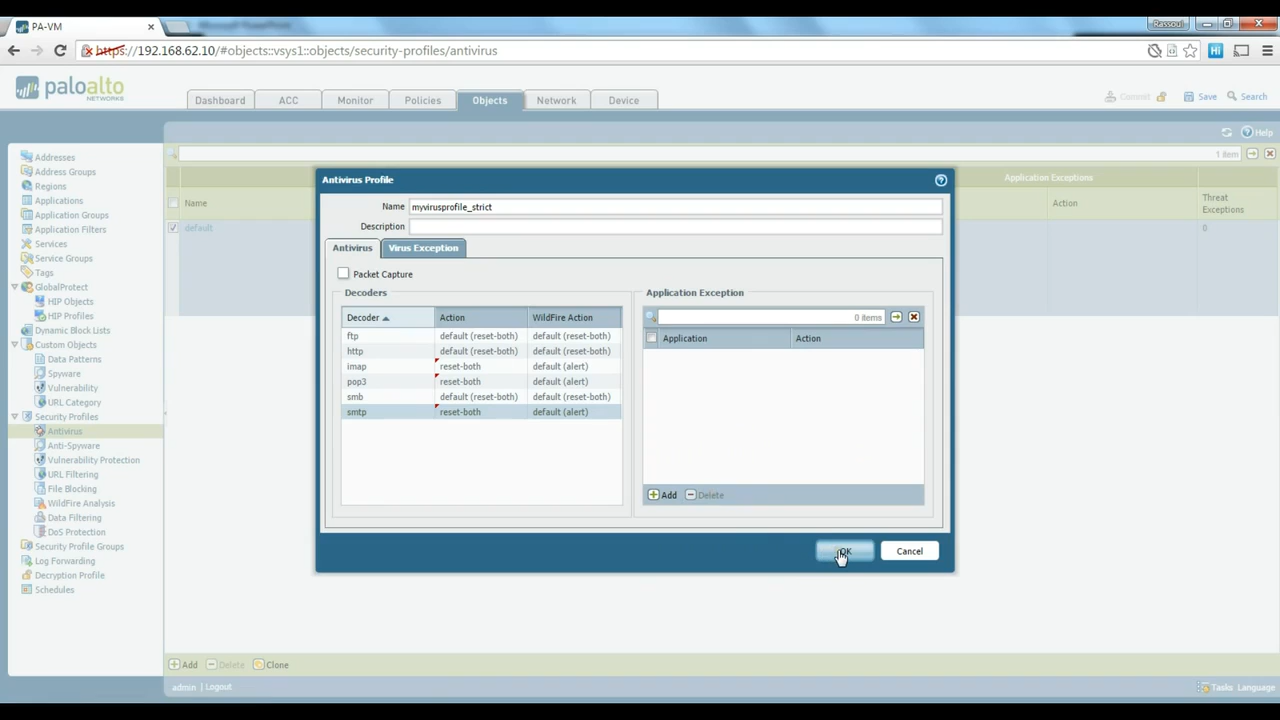 PA-VM
Rassoul
https://192.168.62.10/#objects::vsys1::objects/security-profiles/antivirus
Hi
paloalto
NETWORKS
Dashboard ACC Monitor Policies Objects Network Device
Commit Save Search
Help
1 item
Name Application Exceptions Action Threat
Exceptions
default 0
Addresses
Address Groups
Regions
Applications
Application Groups
Application Filters
Services
Service Groups
Tags
GlobalProtect
HIP Objects
HIP Profiles
Dynamic Block Lists
Custom Objects
Data Patterns
Spyware
Vulnerability
URL Category
Security Profiles
Antivirus
Anti-Spyware
Vulnerability Protection
URL Filtering
File Blocking
WildFire Analysis
Data Filtering
DoS Protection
Security Profile Groups
Log Forwarding
Decryption Profile
Schedules
Antivirus Profile
Name myvirusprofile_strict
Description
Antivirus Virus Exception
Packet Capture
Decoders
Decoder Action WildFire Action
ftp default (reset-both) default (reset-both)
http default (reset-both) default (reset-both)
imap reset-both default (alert)
pop3 reset-both default (alert)
smb default (reset-both) default (reset-both)
smtp reset-both default (alert)
Application Exception
0 items
Application Action
Add Delete
OK Cancel
Add Delete Clone
admin | Logout
Tasks Language